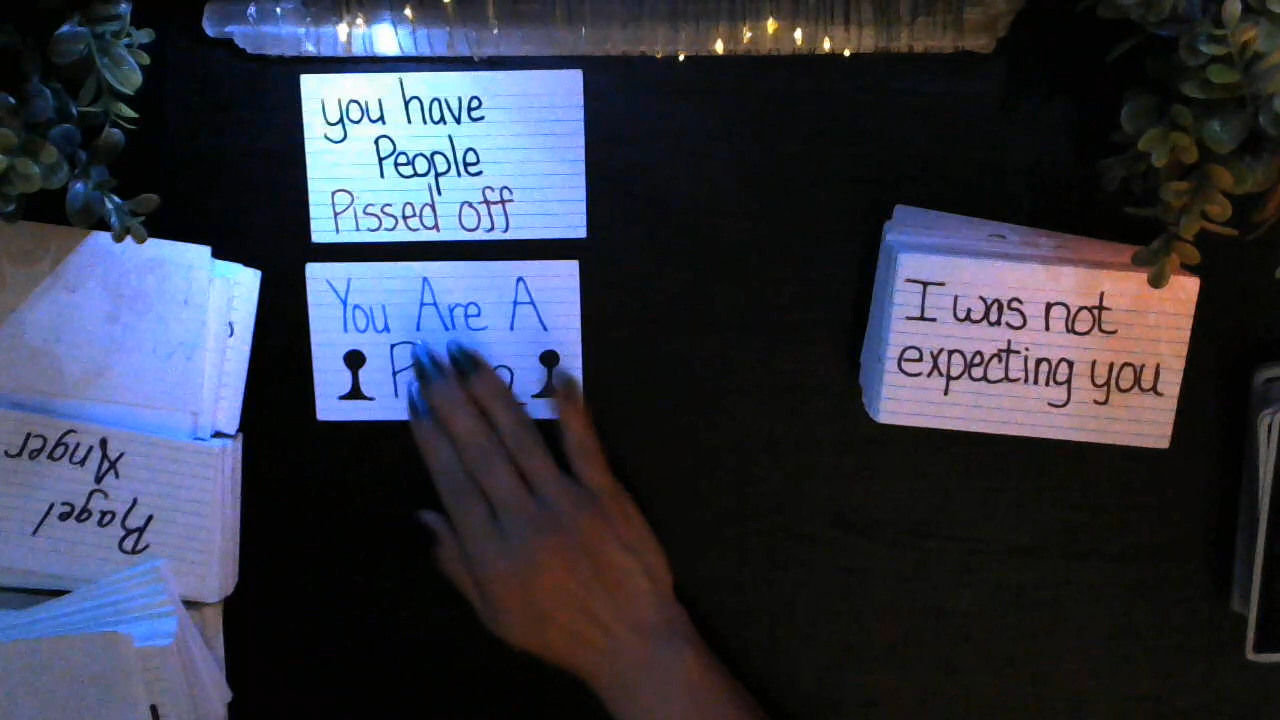 you have
People
Pissed off
You Are A
I was not
expecting you
Rage/
Anger